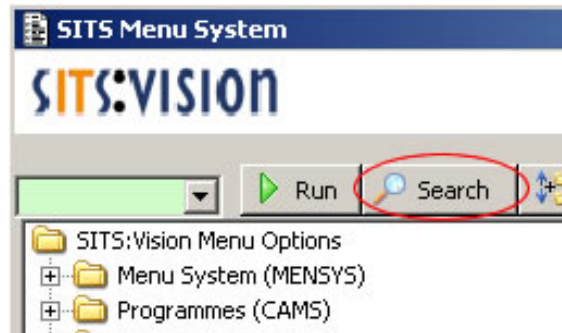 SITS Menu System
SITS:VISION
Run Search
SITS:Vision Menu Options
Menu System (MENSYS)
Programmes (CAMS)